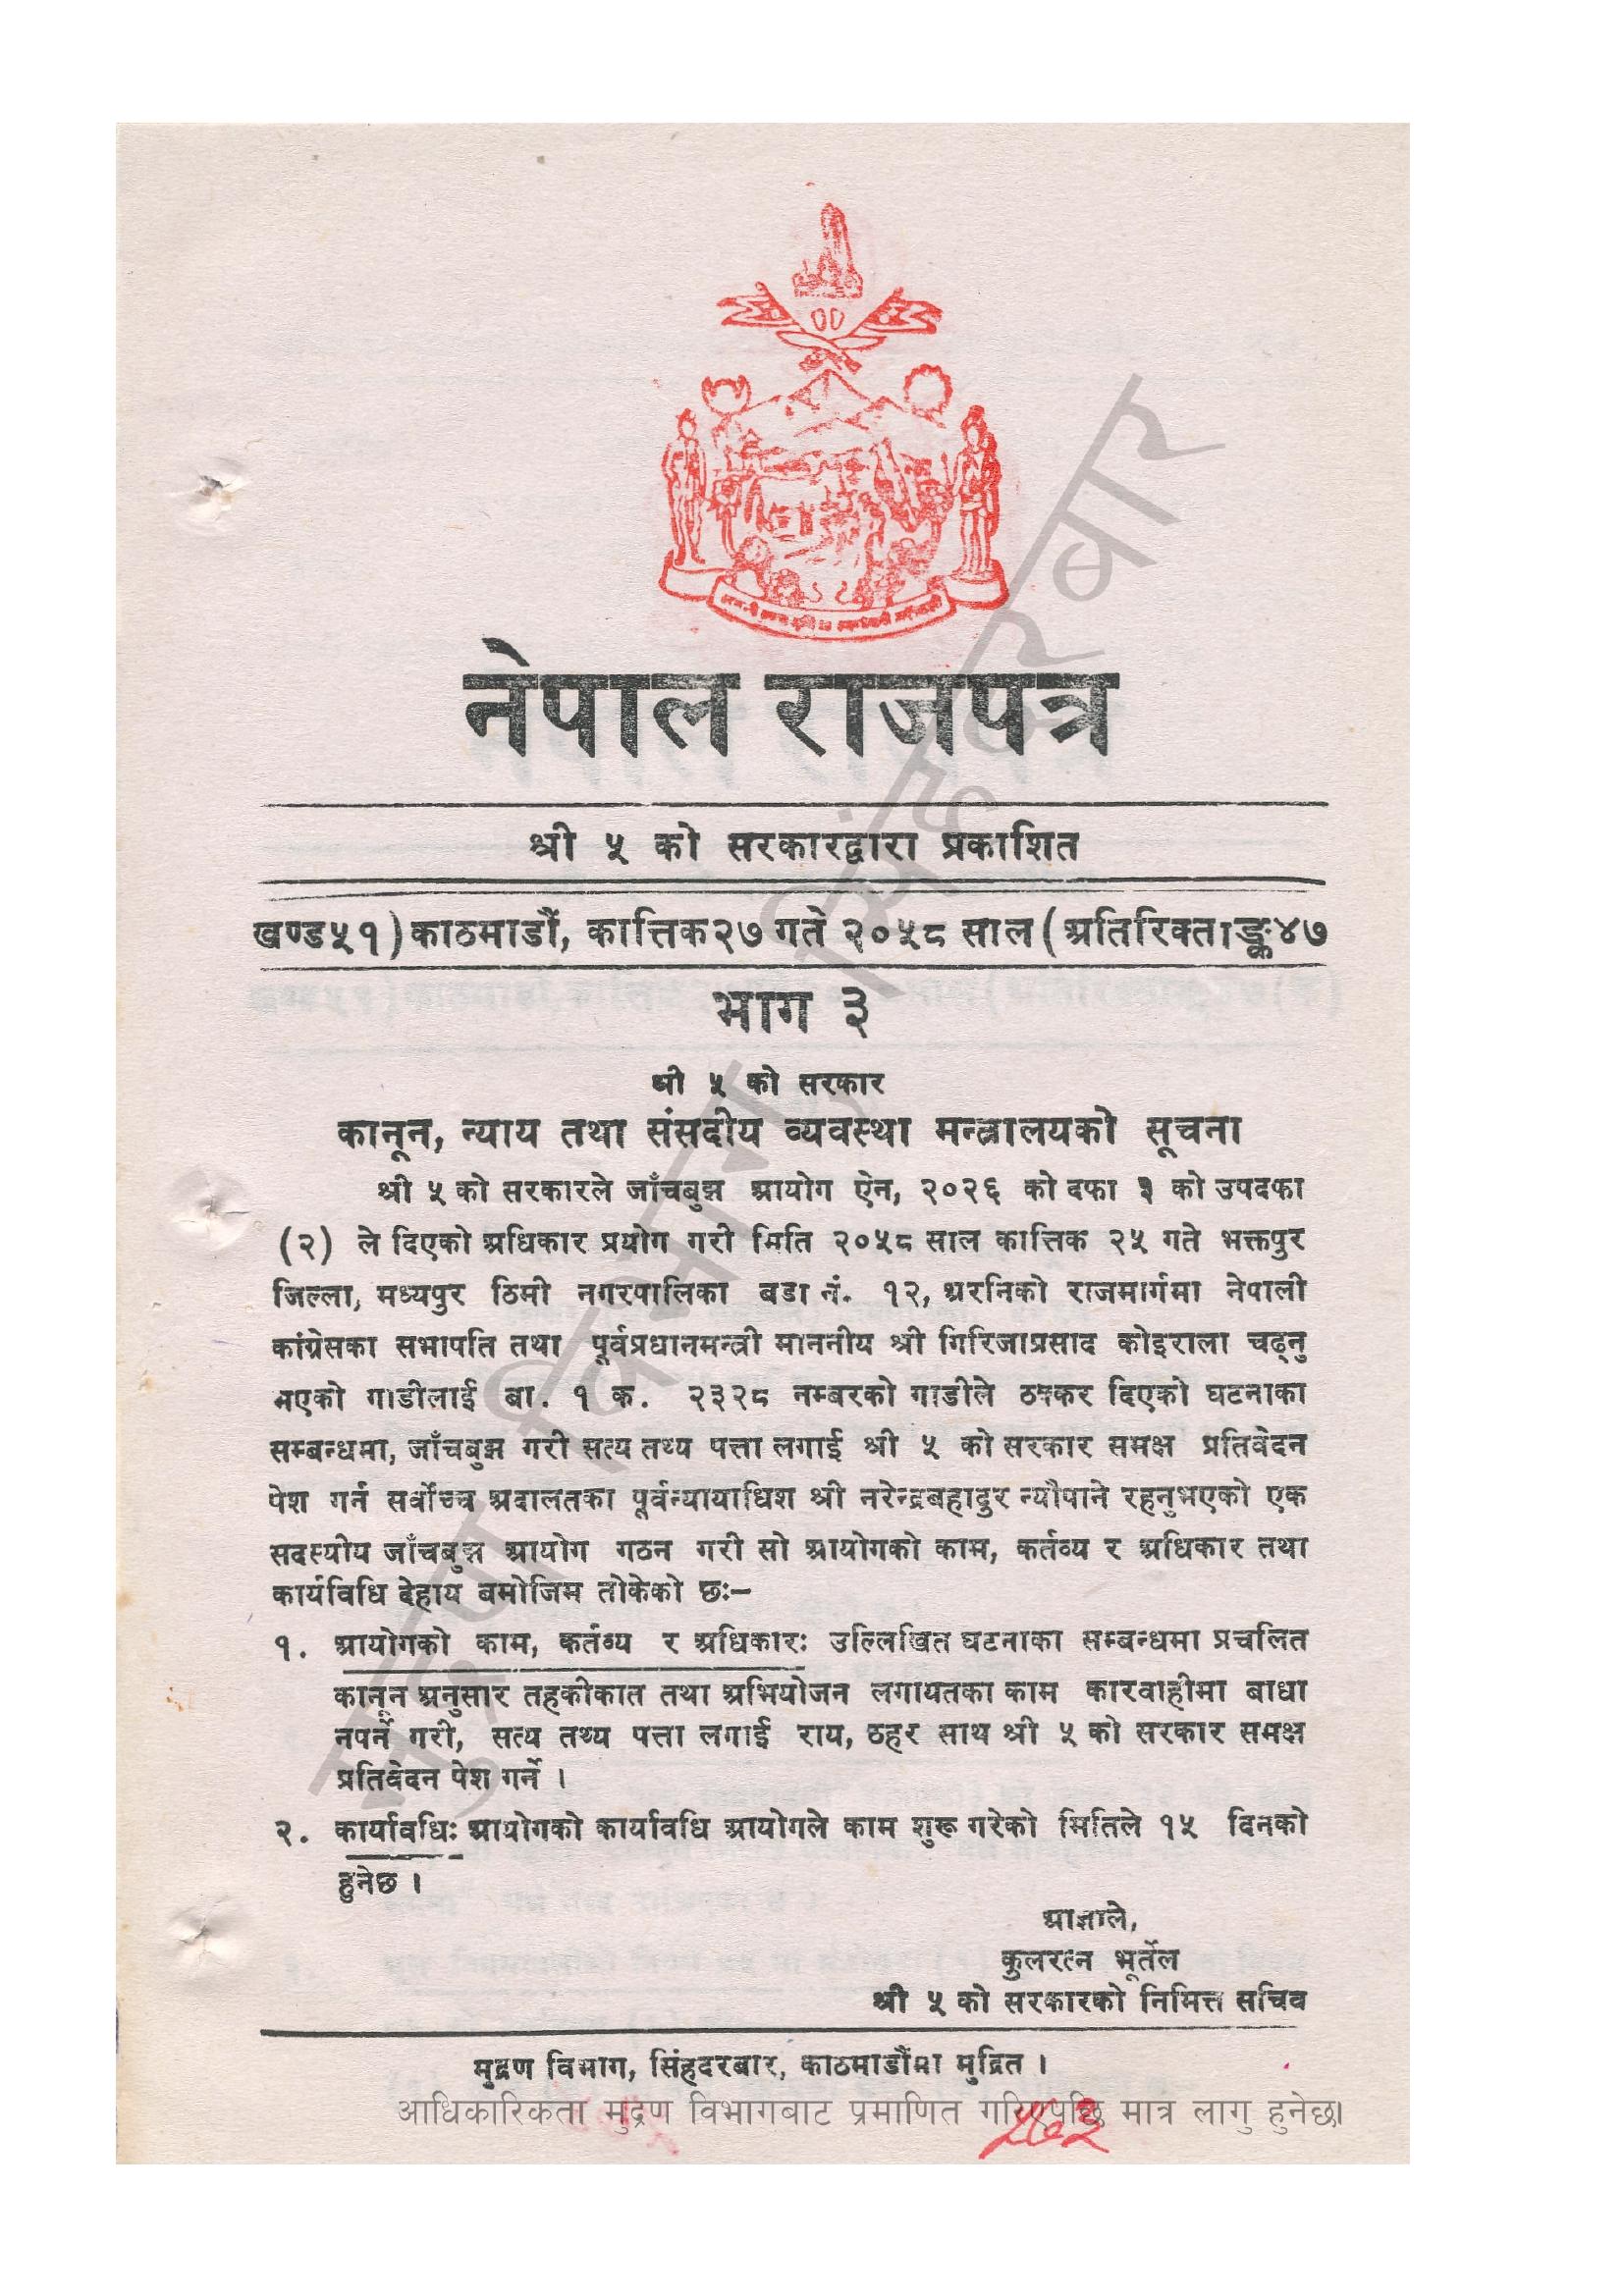 नेपाल राजपत्र
श्री ५ को सरकारद्वारा प्रकाशित
खण्ड५१)काठमाडौं, कात्तिक२७ गते २०५८ साल(अतिरिक्ताङ्क४७
भाग ३
श्री ५ को सरकार
कानून, न्याय तथा संसदीय व्यवस्था मन्त्रालयको सूचना
श्री ५ को सरकारले जाँचबुझ आयोग ऐन, २०२६ को दफा ३ को उपदफा
(२) ले दिएको अधिकार प्रयोग गरी मिति २०५८ साल कात्तिक २५ गते भक्तपुर
जिल्ला, मध्यपुर ठिमी नगरपालिका बडा नं. १२, अरनिको राजमार्गमा नेपाली
कांग्रेसका सभापति तथा पूर्वप्रधानमन्त्री माननीय श्री गिरिजाप्रसाद कोइराला चढ्नु
भएको गाडीलाई बा. १ क. २३२८ नम्बरको गाडीले ठक्कर दिएको घटनाका
सम्बन्धमा, जाँचबुझ गरी सत्य तथ्य पत्ता लगाई श्री ५ को सरकार समक्ष प्रतिवेदन
पेश गर्न सर्वोच्च अदालतका पूर्वन्यायाधिश श्री नरेन्द्रबहादुर न्यौपाने रहनुभएको एक
सदस्यीय जाँचबुझ आयोग गठन गरी सो आयोगको काम, कर्तव्य र अधिकार तथा
कार्यविधि देहाय बमोजिम तोकेको छः–
१. आयोगको काम, कर्तव्य र अधिकारः उल्लिखित घटनाका सम्बन्धमा प्रचलित
कानून अनुसार तहकीकात तथा अभियोजन लगायतका काम कारवाहीमा बाधा
नपर्ने गरी, सत्य तथ्य पत्ता लगाई राय, ठहर साथ श्री ५ को सरकार समक्ष
प्रतिवेदन पेश गर्ने ।
२. कार्यावधिः आयोगको कार्यावधि आयोगले काम शुरू गरेको मितिले १५ दिनको
हुनेछ ।
आज्ञाले,
कुलरत्न भूर्तेल
श्री ५ को सरकारको निमित्त सचिव
मुद्रण विभाग, सिंहदरबार, काठमाडौंमा मुद्रित ।
आधिकारिकता मुद्रण विभागबाट प्रमाणित गरिएपछि मात्र लागु हुनेछ।
मुद्रण विभाग, सिंहदरबार